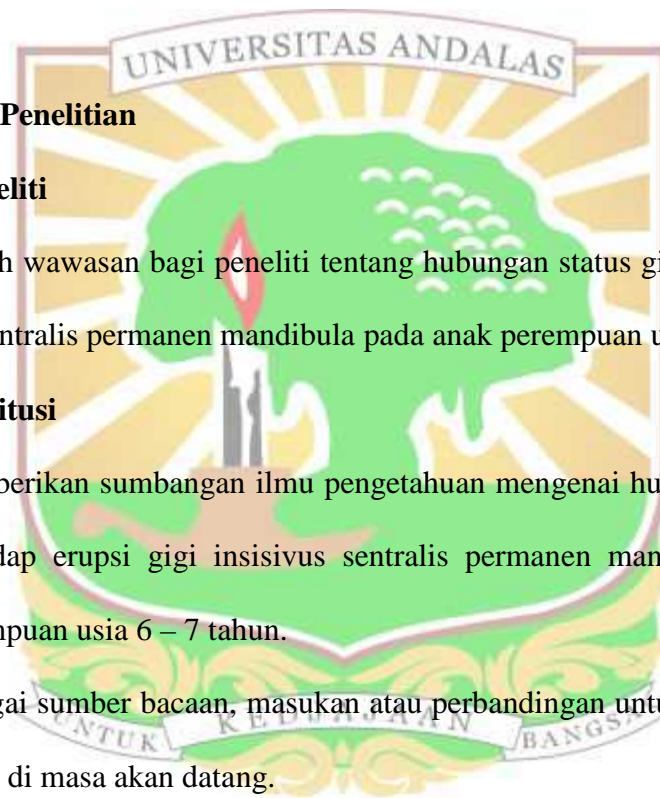 UNIVERSITAS ANDALAS
Penelitian
eliti
h wawasan bagi peneliti tentang hubungan status gi
ntralis permanen mandibula pada anak perempuan u
itusi
berikan sumbangan ilmu pengetahuan mengenai hu
dap erupsi gigi insisivus sentralis permanen man
npuan usia 6 – 7 tahun.
gai sumber bacaan, masukan atau perbandingan untu
UNTUK KEDJAJAAN BANGSA
di masa akan datang.